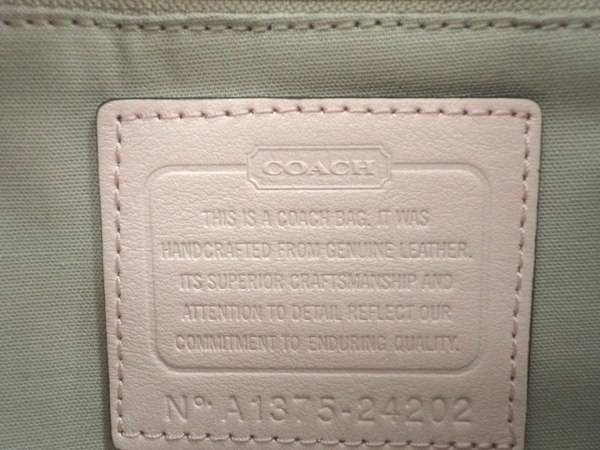 COACH
THIS IS A COACH BAG. IT WAS
HANDCRAFTED FROM GENUINE LEATHER.
ITS SUPERIOR CRAFTSMANSHIP AND
ATTENTION TO DETAIL REFLECT OUR
COMMITMENT TO ENDURING QUALITY.
Nº A1375-24202